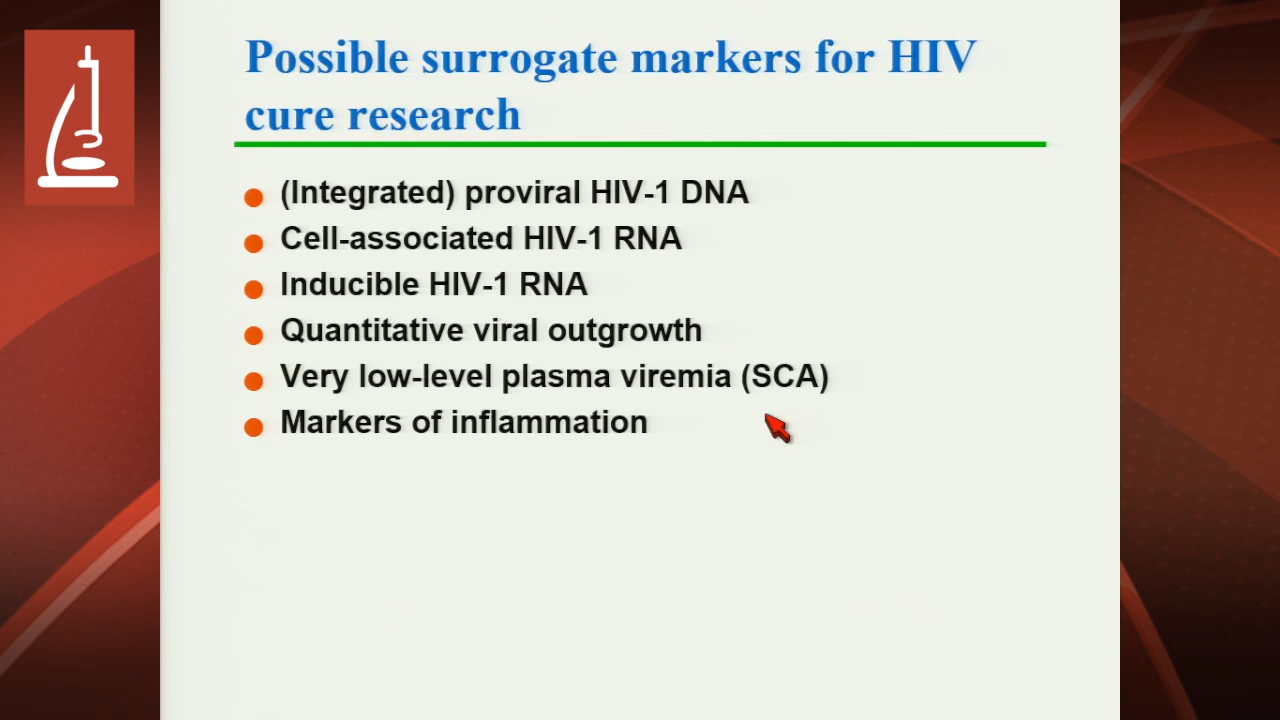 Possible surrogate markers for HIV
cure research
(Integrated) proviral HIV-1 DNA
Cell-associated HIV-1 RNA
Inducible HIV-1 RNA
Quantitative viral outgrowth
Very low-level plasma viremia (SCA)
Markers of inflammation